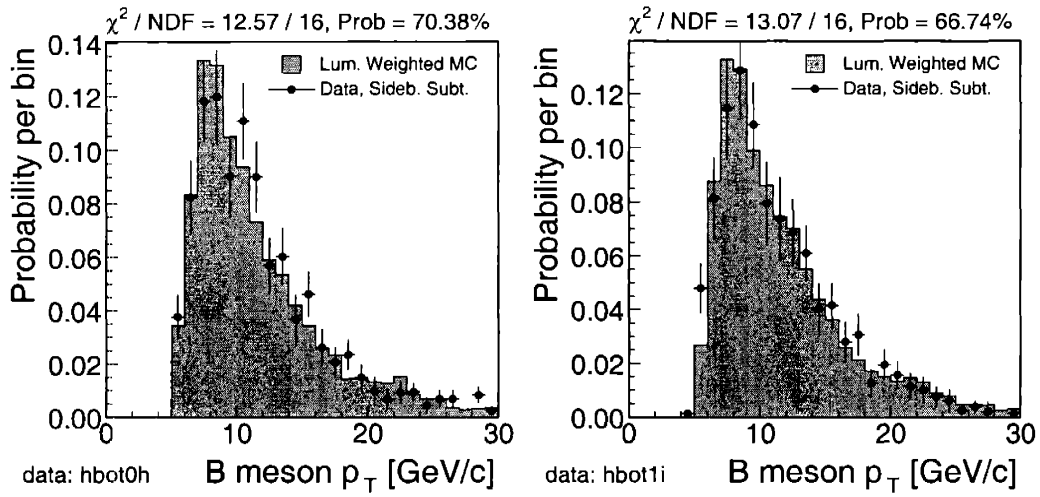 χ² / NDF = 12.57 / 16, Prob = 70.38%
Probability per bin
0.14
0.12
0.10
0.08
0.06
0.04
0.02
0.00
Lum. Weighted MC
Data, Sideb. Subt.
0 10 20 30
data: hbot0h
B meson p_T [GeV/c]
χ² / NDF = 13.07 / 16, Prob = 66.74%
Probability per bin
0.12
0.10
0.08
0.06
0.04
0.02
0.00
Lum. Weighted MC
Data, Sideb. Subt.
0 10 20 30
data: hbot1i
B meson p_T [GeV/c]